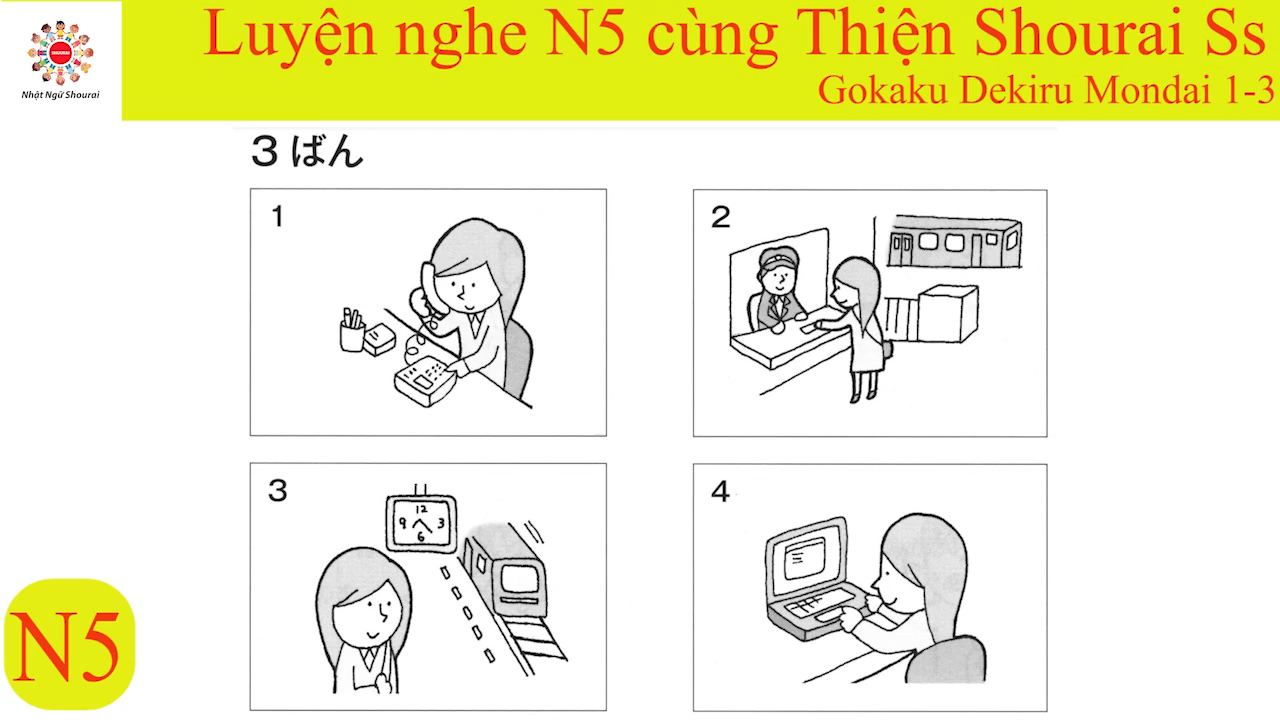 Luyện nghe N5 cùng Thiện Shourai Ss
Gokaku Dekiru Mondai 1-3
SHOURAI
Nhật Ngữ Shourai
3ばん
1
2
3
12
9 3
6
4
N5